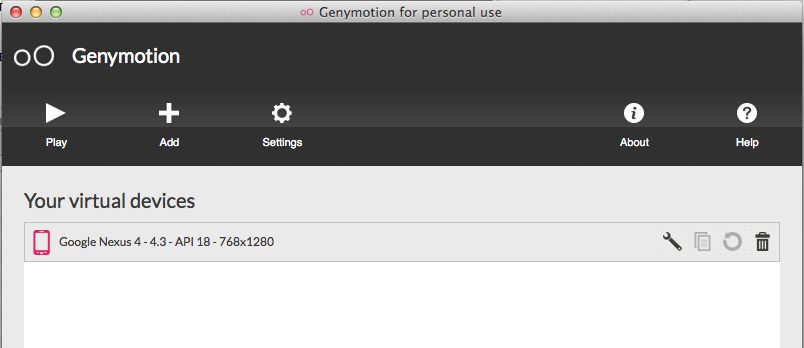 Genymotion for personal use
Genymotion
Play Add Settings About Help
Your virtual devices
Google Nexus 4 - 4.3 - API 18 - 768x1280